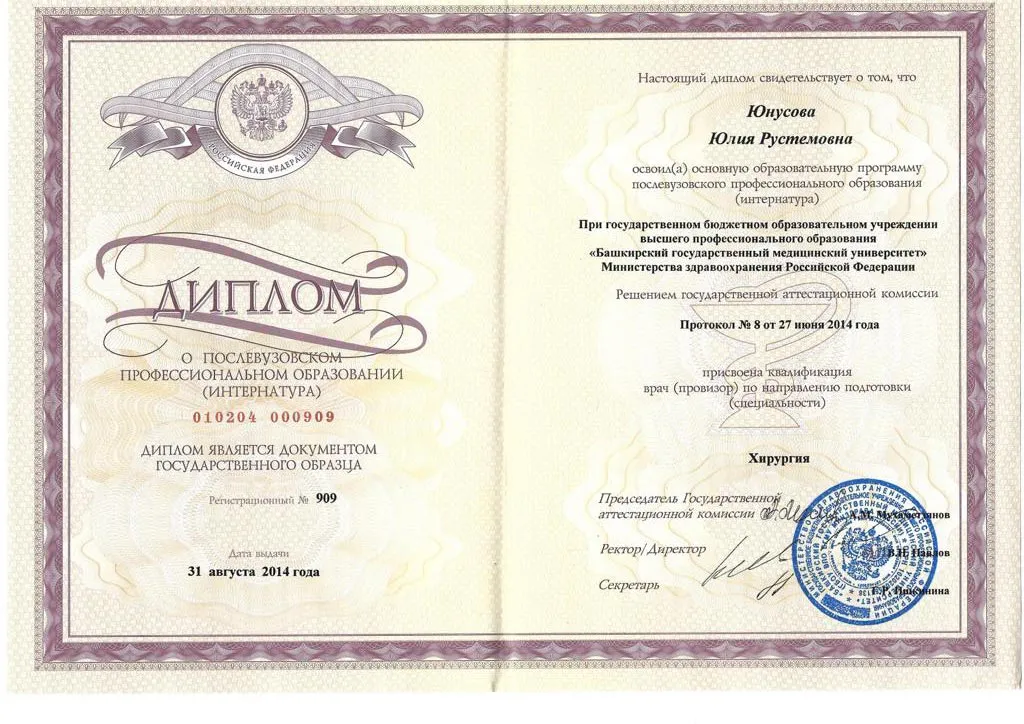 РОССИЙСКАЯ ФЕДЕРАЦИЯ
ДИПЛОМ
О ПОСЛЕВУЗОВСКОМ
ПРОФЕССИОНАЛЬНОМ ОБРАЗОВАНИИ
(ИНТЕРНАТУРА)
010204 000909
ДИПЛОМ ЯВЛЯЕТСЯ ДОКУМЕНТОМ
ГОСУДАРСТВЕННОГО ОБРАЗЦА
Регистрационный № 909
Дата выдачи
31 августа 2014 года
Настоящий диплом свидетельствует о том, что
Юнусова
Юлия Рустемовна
освоил(а) основную образовательную программу
послевузовского профессионального образования
(интернатура)
При государственном бюджетном образовательном учреждении
высшего профессионального образования
«Башкирский государственный медицинский университет»
Министерства здравоохранения Российской Федерации
Решением государственной аттестационной комиссии
Протокол № 8 от 27 июня 2014 года
присвоена квалификация
врач (провизор) по направлению подготовки
(специальности)
Хирургия
Председатель Государственной
аттестационной комиссии А.М. Мухаметзянов
Ректор/Директор В.Н. Павлов
Секретарь